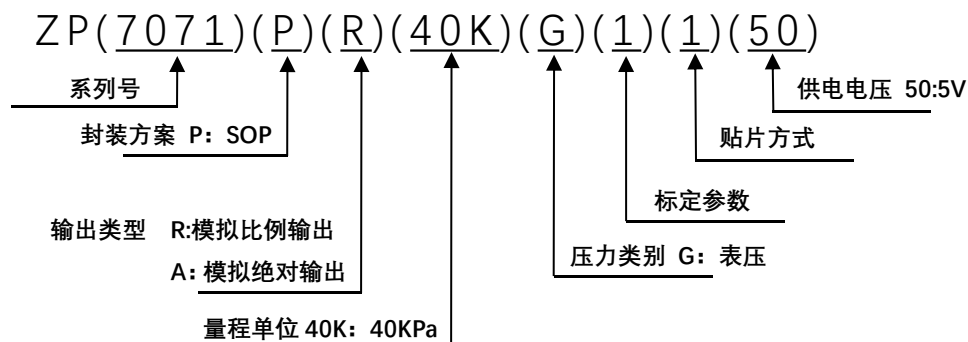 ZP(7071)(P)(R)(40K)(G)(1)(1)(50)
系列号
供电电压 50:5V
封装方案 P：SOP
贴片方式
标定参数
输出类型 R:模拟比例输出
A：模拟绝对输出
压力类别 G：表压
量程单位 40K：40KPa